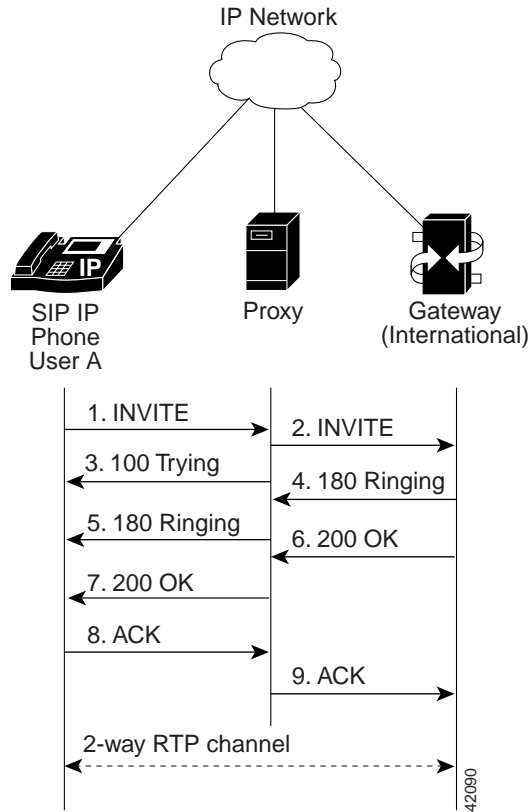 IP Network
IP
SIP IP
Phone
User A
Proxy
Gateway
(International)
1. INVITE
2. INVITE
3. 100 Trying
4. 180 Ringing
5. 180 Ringing
6. 200 OK
7. 200 OK
8. ACK
9. ACK
2-way RTP channel
42090